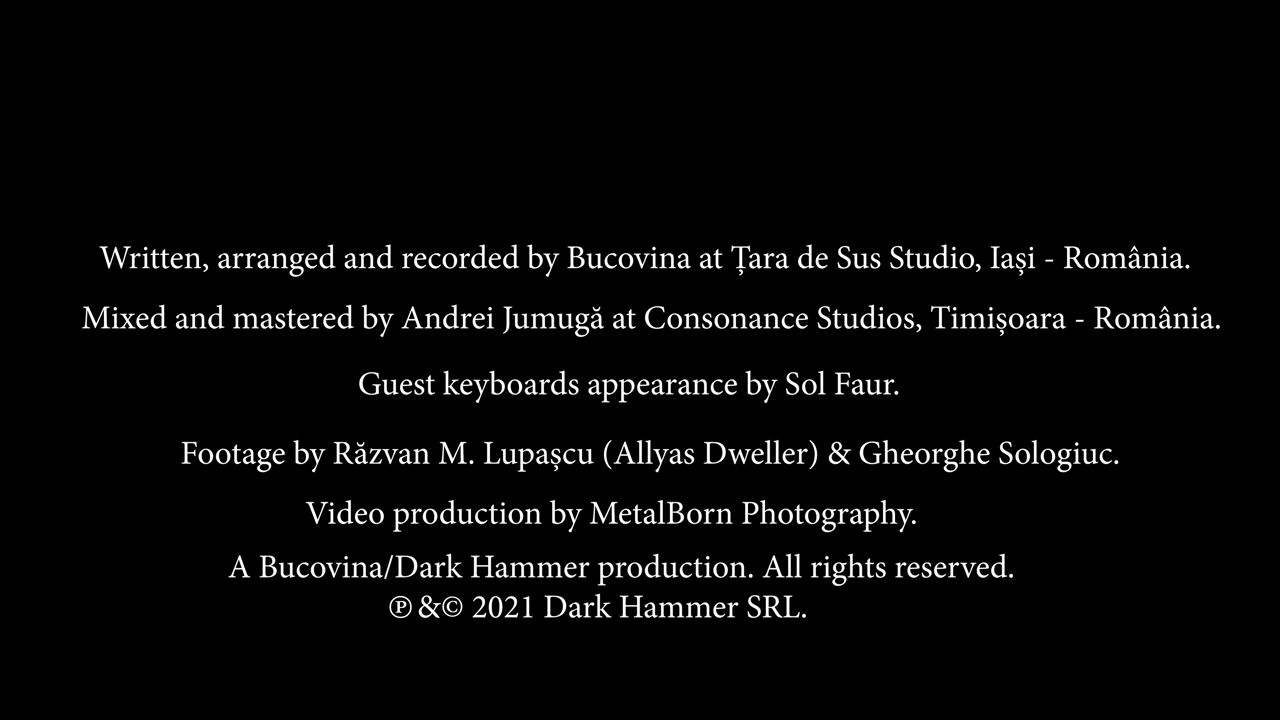 Written, arranged and recorded by Bucovina at Țara de Sus Studio, Iași - România.
Mixed and mastered by Andrei Jumugă at Consonance Studios, Timișoara - România.
Guest keyboards appearance by Sol Faur.
Footage by Răzvan M. Lupașcu (Allyas Dweller) & Gheorghe Sologiuc.
Video production by MetalBorn Photography.
A Bucovina/Dark Hammer production. All rights reserved.
℗ &© 2021 Dark Hammer SRL.